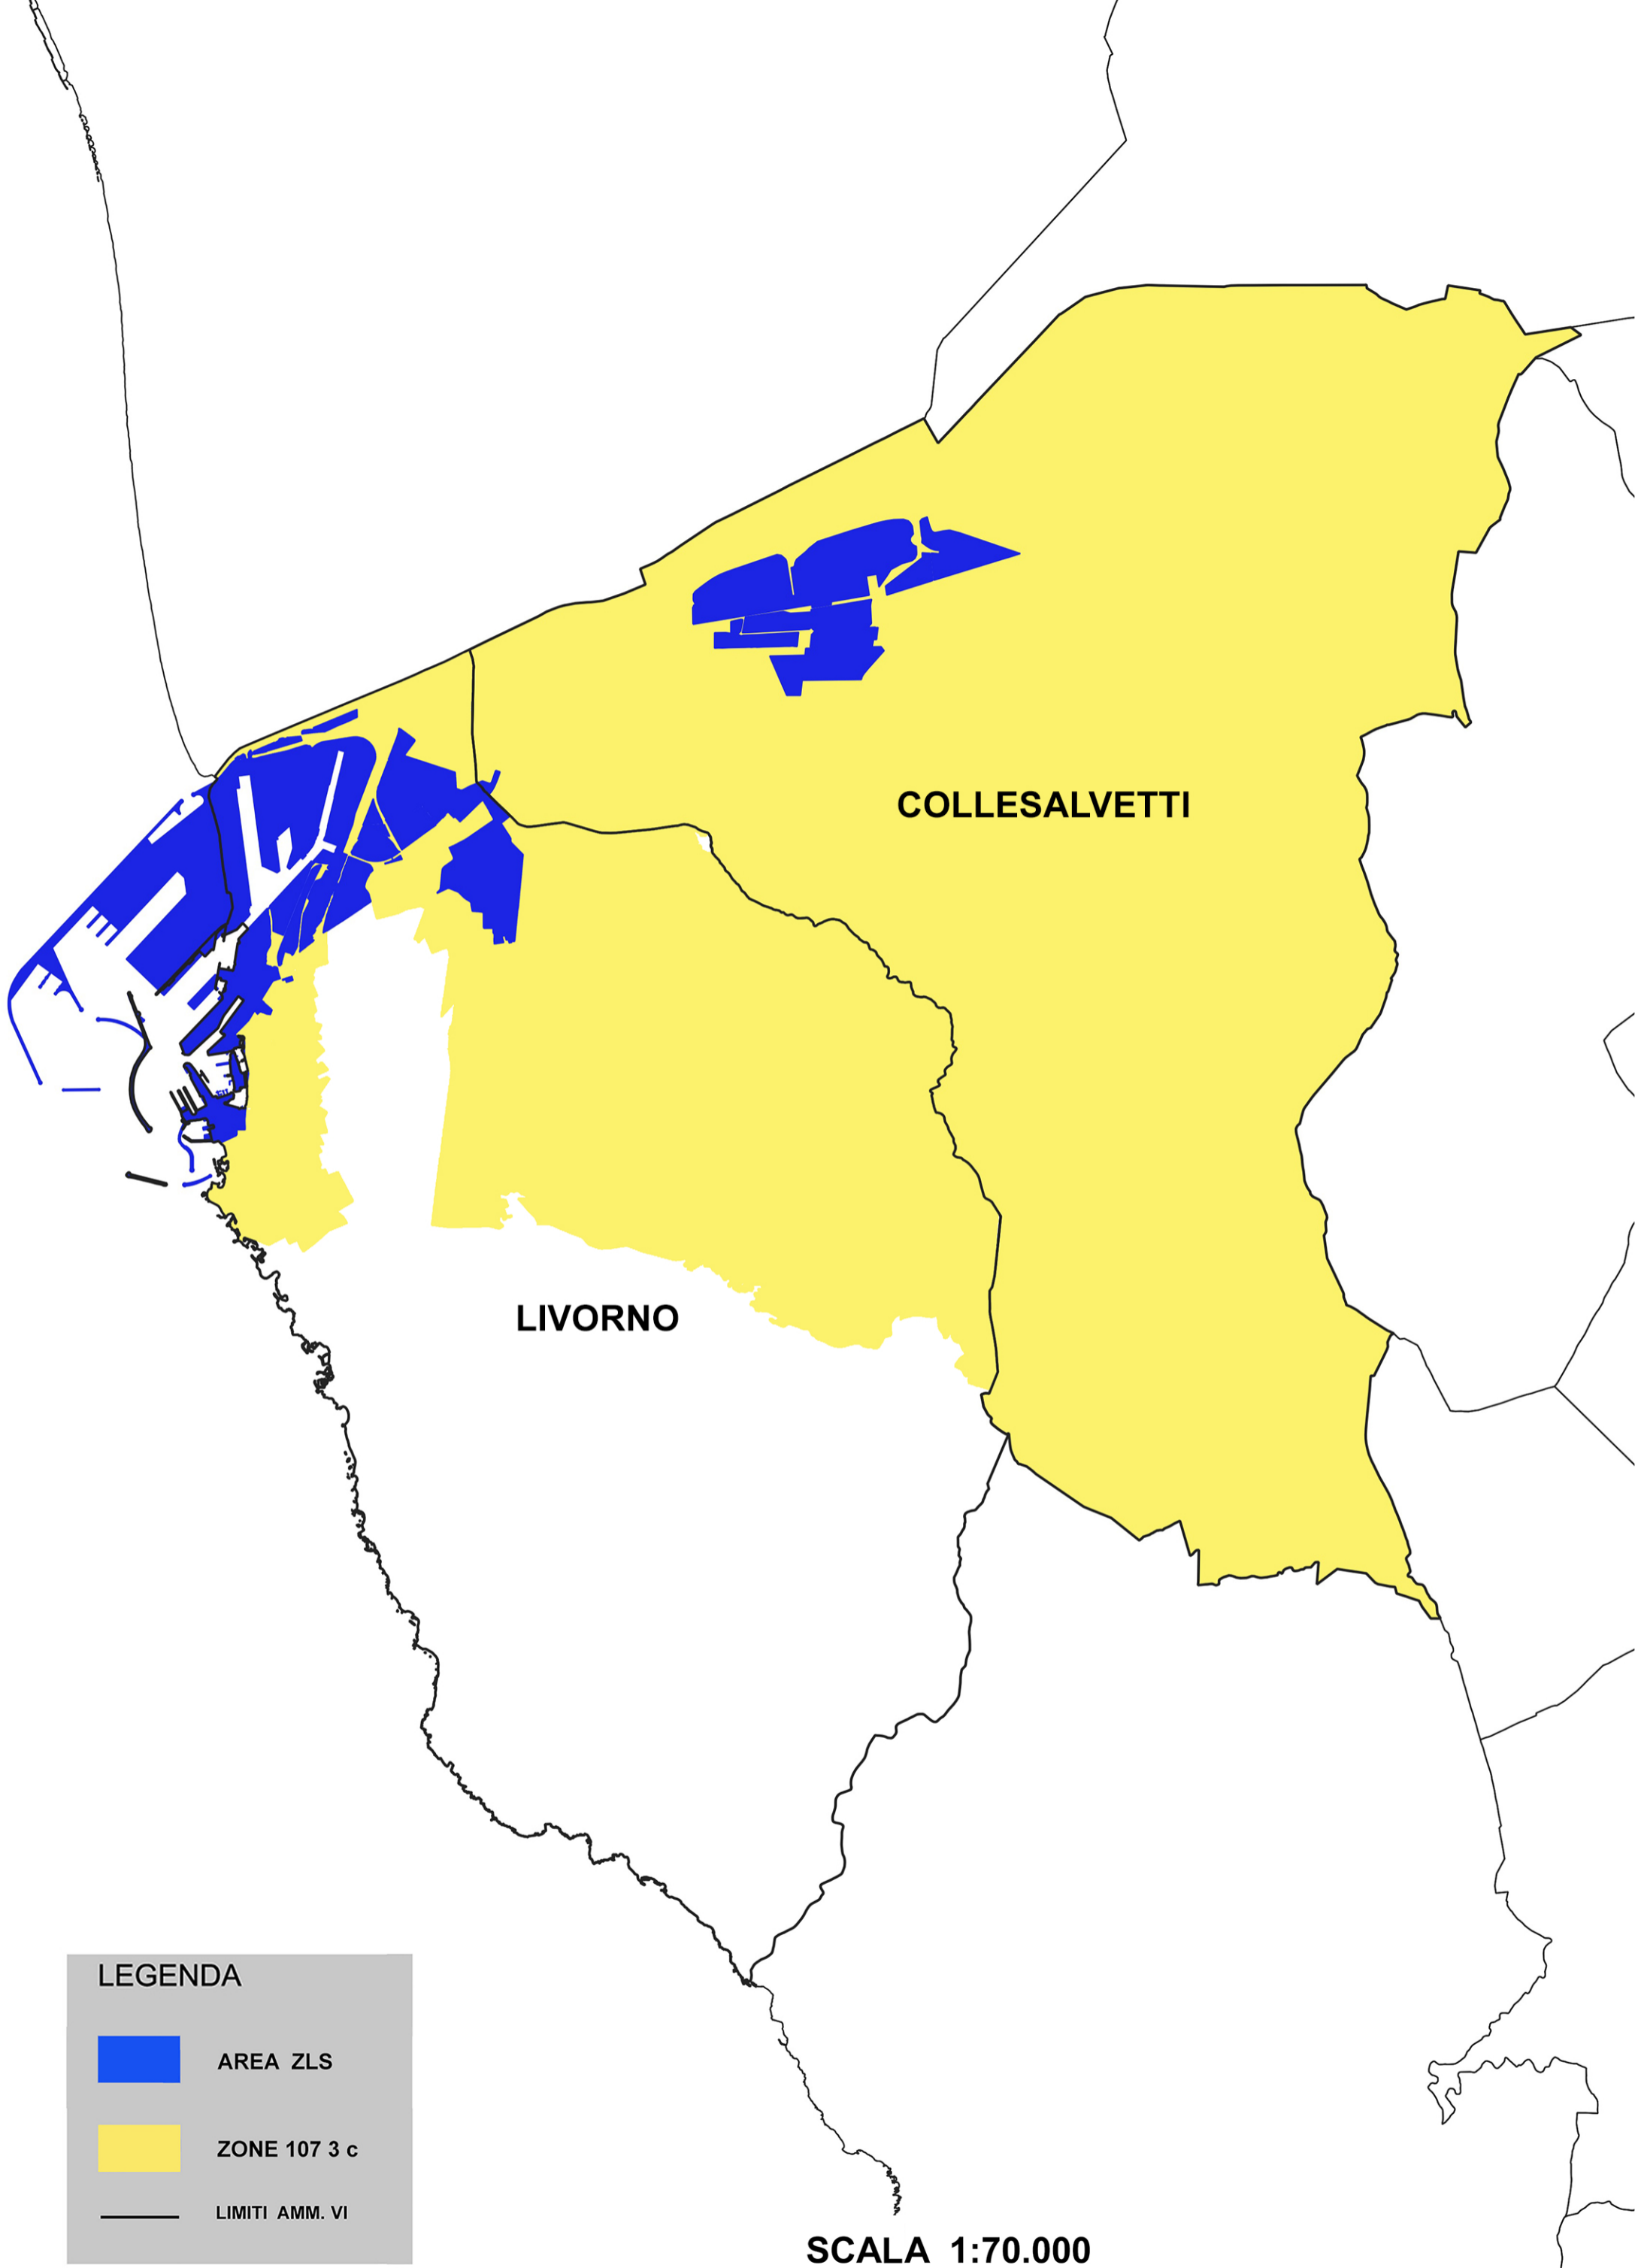 COLLESALVETTI
LIVORNO
LEGENDA
AREA ZLS
ZONE 107 3 c
LIMITI AMM. VI
SCALA 1:70.000